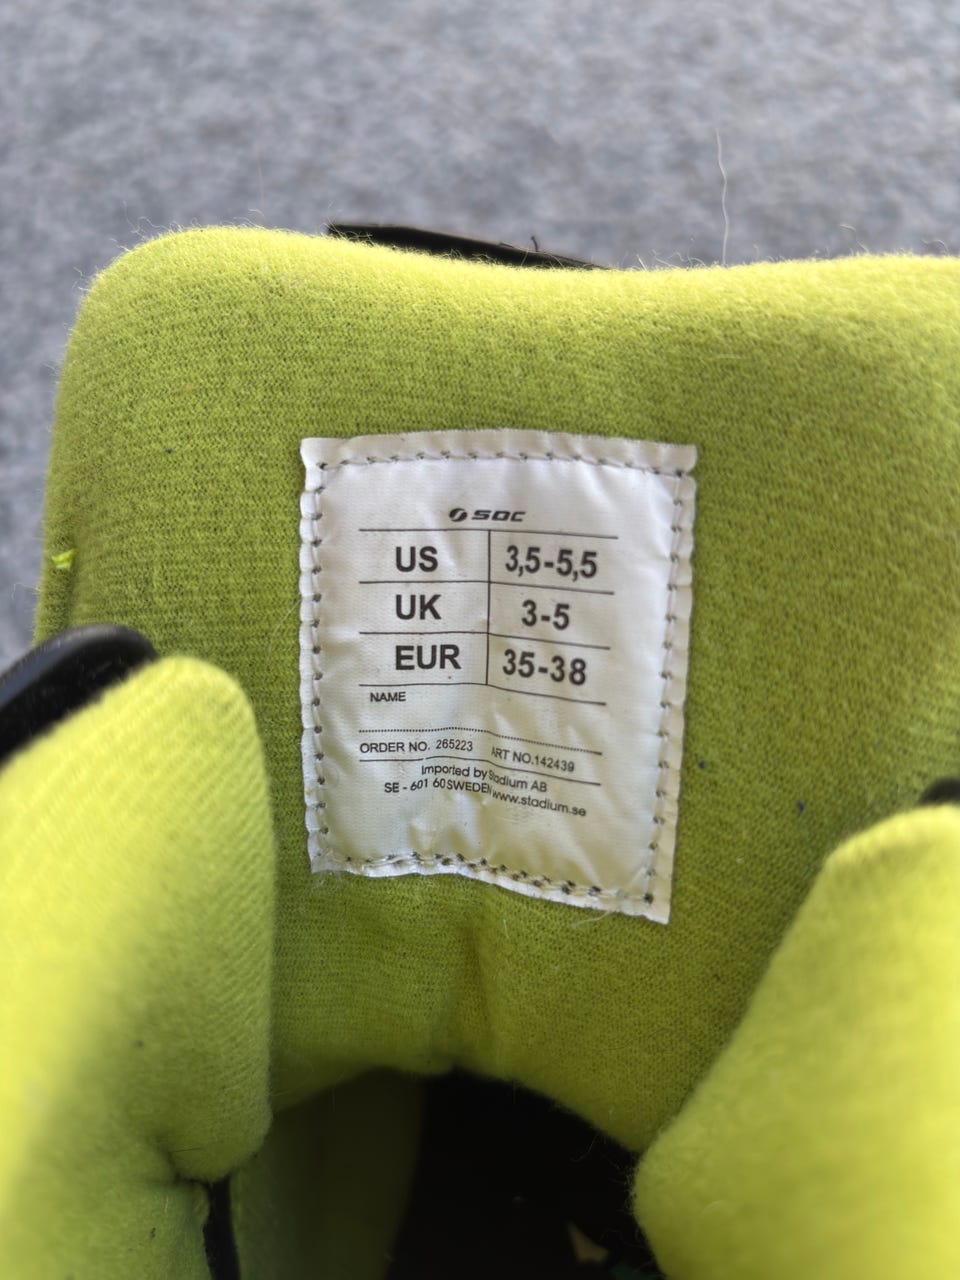 SOC
US 3,5-5,5
UK 3-5
EUR 35-38
NAME
ORDER NO. 265223 ART NO.142439
Imported by Stadium AB
SE - 601 60 SWEDEN www.stadium.se